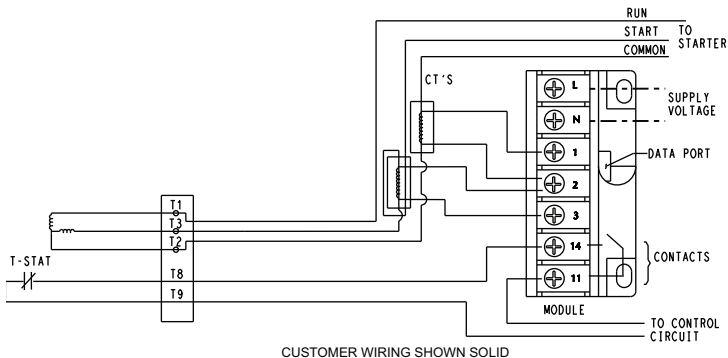 RUN
START
TO STARTER
COMMON
CT'S
L
SUPPLY VOLTAGE
N
1
DATA PORT
2
3
T1
T3
T2
14
T-STAT
CONTACTS
T8
11
T9
MODULE
TO CONTROL CIRCUIT
CUSTOMER WIRING SHOWN SOLID